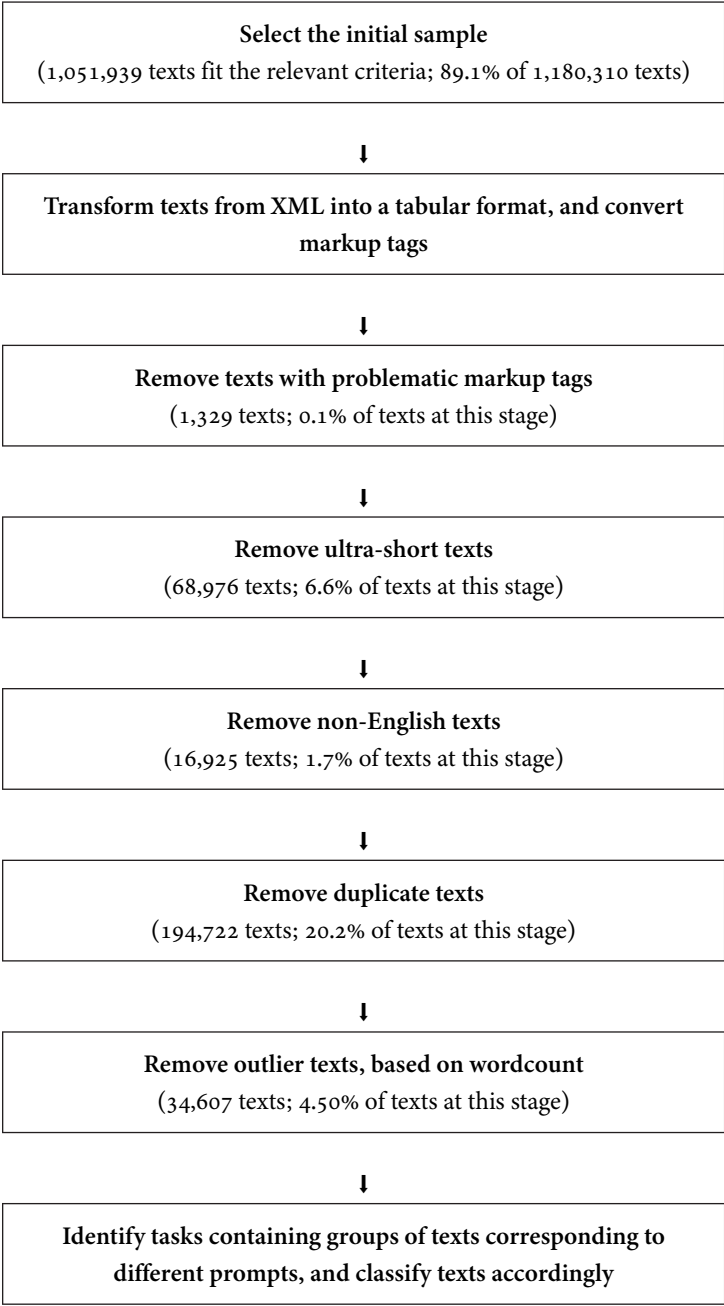 Select the initial sample
(1,051,939 texts fit the relevant criteria; 89.1% of 1,180,310 texts)
Transform texts from XML into a tabular format, and convert
markup tags
Remove texts with problematic markup tags
(1,329 texts; 0.1% of texts at this stage)
Remove ultra-short texts
(68,976 texts; 6.6% of texts at this stage)
Remove non-English texts
(16,925 texts; 1.7% of texts at this stage)
Remove duplicate texts
(194,722 texts; 20.2% of texts at this stage)
Remove outlier texts, based on wordcount
(34,607 texts; 4.50% of texts at this stage)
Identify tasks containing groups of texts corresponding to
different prompts, and classify texts accordingly